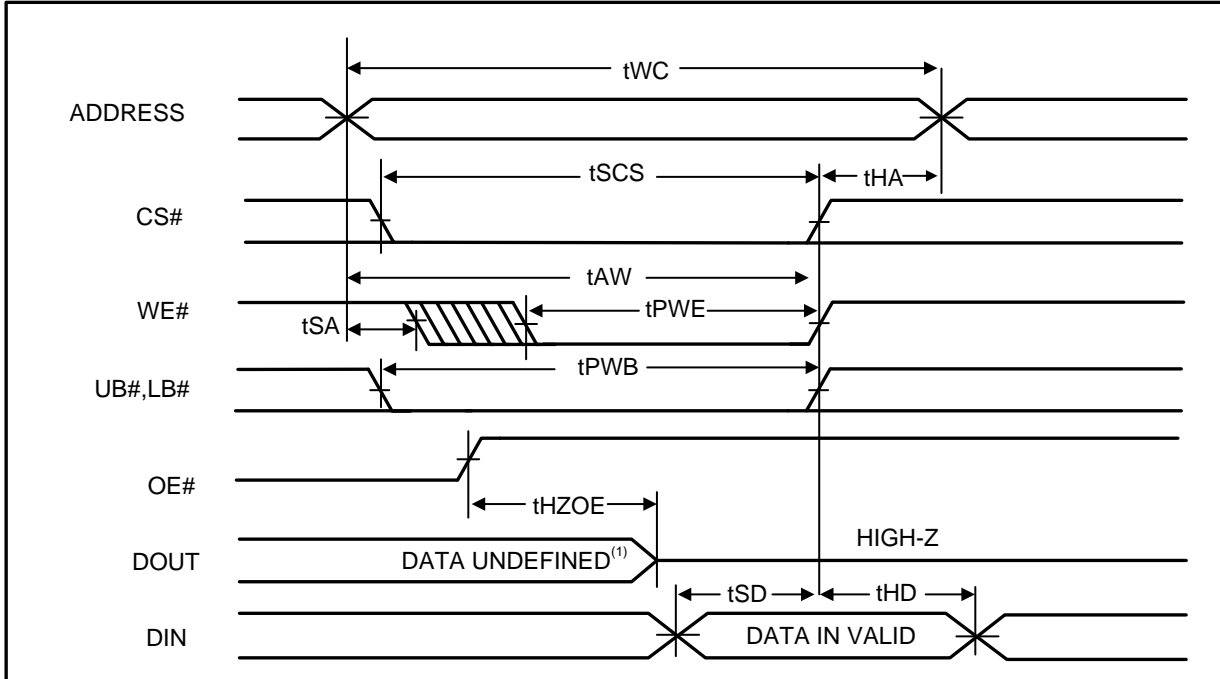 tWC
ADDRESS
tSCS
tHA
CS#
tAW
WE#
tSA
tPWE
tPWB
UB#,LB#
OE#
tHZOE
HIGH-Z
DOUT
DATA UNDEFINED(1)
tSD
tHD
DIN
DATA IN VALID